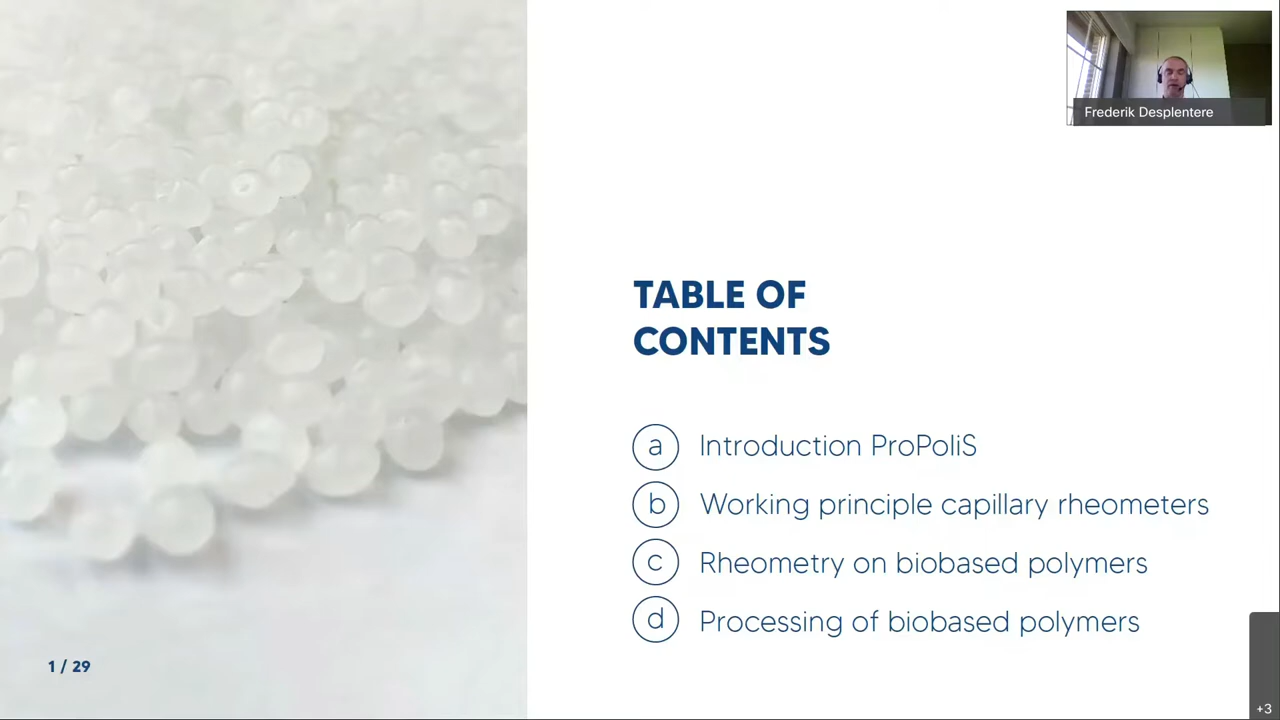 Frederik Desplentere
TABLE OF
CONTENTS
a Introduction ProPoliS
b Working principle capillary rheometers
c Rheometry on biobased polymers
d Processing of biobased polymers
1 / 29
+3